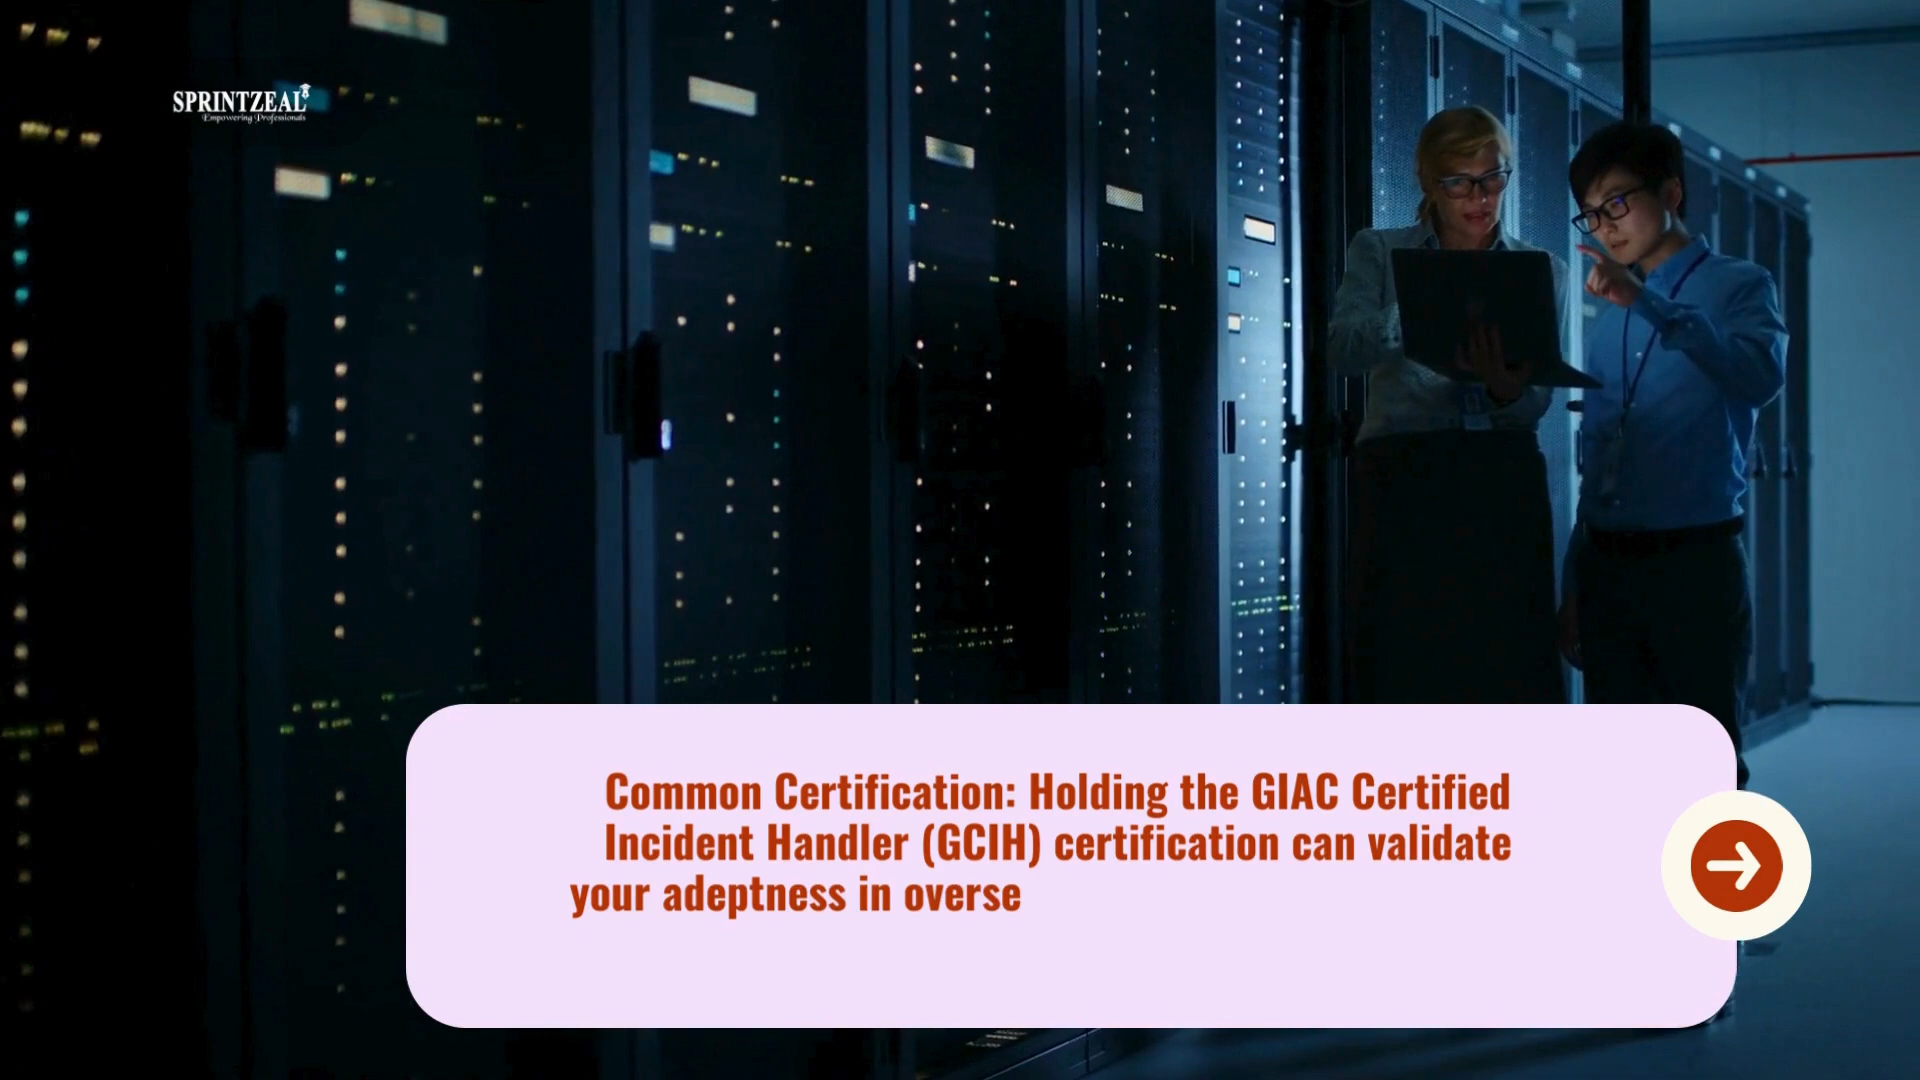 SPRINTZEAL
Empowering Professionals
Common Certification: Holding the GIAC Certified
Incident Handler (GCIH) certification can validate
your adeptness in overse